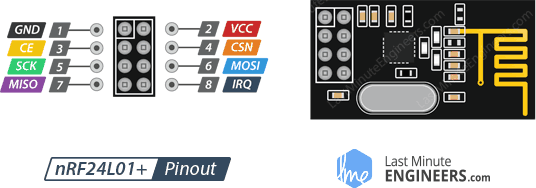 GND 1 2 VCC
CE 3 4 CSN
SCK 5 6 MOSI
MISO 7 8 IRQ
nRF24L01+ Pinout
lme Last Minute
ENGINEERS.com